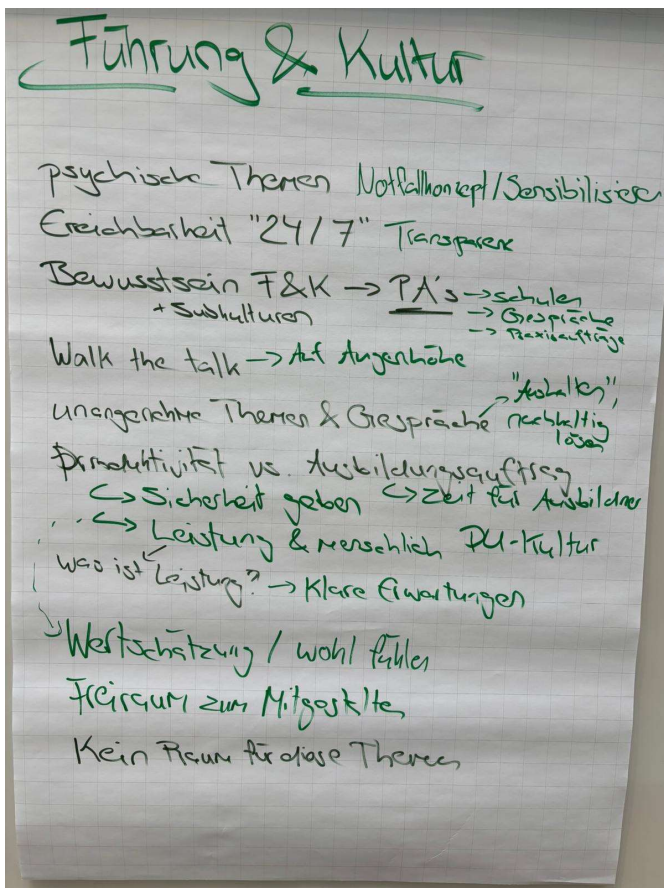 Führung & Kultur
psychische Themen Notfallkonzept/Sensibilisieren
Erreichbarkeit "24/7" Transparenz
Bewusstsein F&K → PA's → schulen
+ Subkulturen → Gespräche
→ Praxisaufträge
Walk the talk → Auf Augenhöhe
"Aushalten",
unangenehme Themen & Gespräche nachhaltig
lösen
Produktivität vs. Ausbildungsauftrag
↳ Sicherheit geben ↳ Zeit für Ausbildner
↳ Leistung & menschlich DU-Kultur
was ist Leistung? → Klare Erwartungen
Wertschätzung / wohl fühlen
Freiraum zum Mitgestalten
Kein Raum für diese Themen